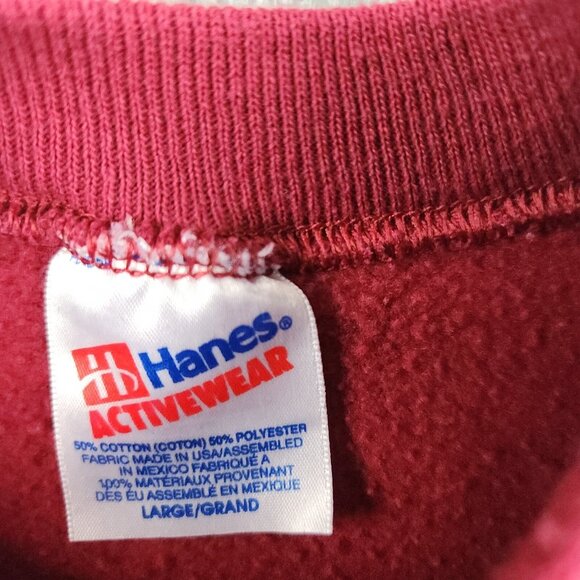 Hanes®
ACTIVEWEAR
50% COTTON (COTON) 50% POLYESTER
FABRIC MADE IN USA/ASSEMBLED
IN MEXICO FABRIQUÉ À
100% MATÉRIAUX PROVENANT
DES ÉU ASSEMBLÉ EN MEXIQUE
LARGE/GRAND